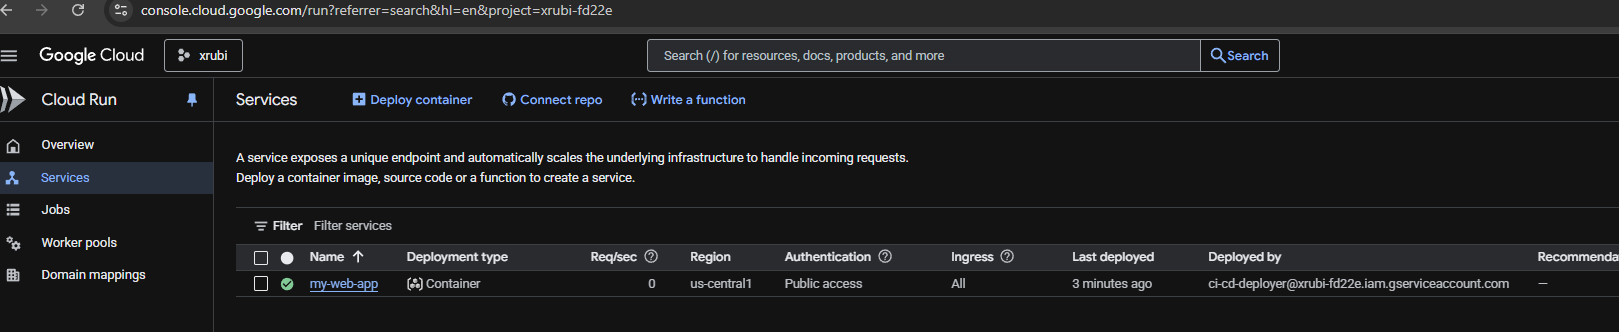 console.cloud.google.com/run?referrer=search&hl=en&project=xrubi-fd22e
Google Cloud xrubi Search (/) for resources, docs, products, and more Search
Cloud Run
Overview
Services
Jobs
Worker pools
Domain mappings
Services Deploy container Connect repo Write a function
A service exposes a unique endpoint and automatically scales the underlying infrastructure to handle incoming requests.
Deploy a container image, source code or a function to create a service.
Filter Filter services
Name Deployment type Req/sec Region Authentication Ingress Last deployed Deployed by Recommenda
my-web-app Container 0 us-central1 Public access All 3 minutes ago ci-cd-deployer@xrubi-fd22e.iam.gserviceaccount.com —